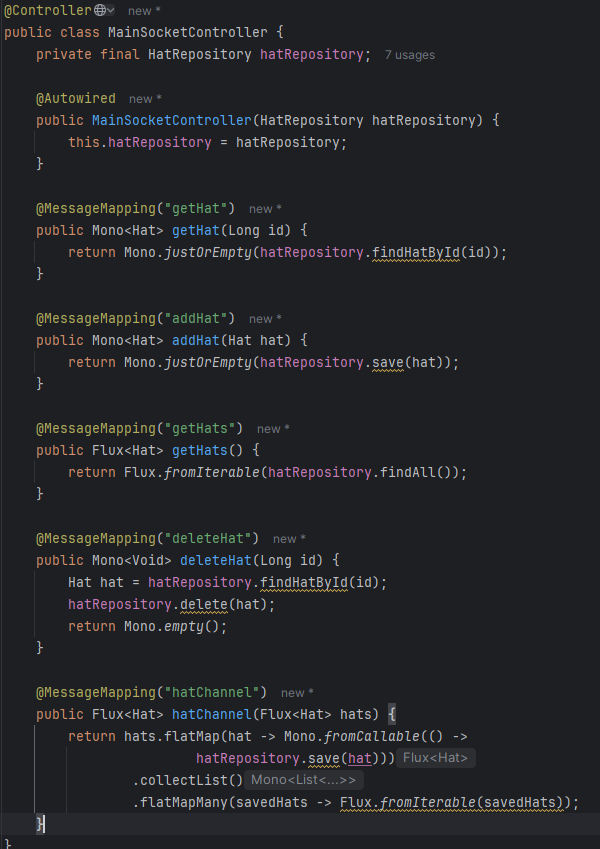 @Controller new *
public class MainSocketController {
    private final HatRepository hatRepository; 7 usages

    @Autowired new *
    public MainSocketController(HatRepository hatRepository) {
        this.hatRepository = hatRepository;
    }

    @MessageMapping("getHat") new *
    public Mono<Hat> getHat(Long id) {
        return Mono.justOrEmpty(hatRepository.findHatById(id));
    }

    @MessageMapping("addHat") new *
    public Mono<Hat> addHat(Hat hat) {
        return Mono.justOrEmpty(hatRepository.save(hat));
    }

    @MessageMapping("getHats") new *
    public Flux<Hat> getHats() {
        return Flux.fromIterable(hatRepository.findAll());
    }

    @MessageMapping("deleteHat") new *
    public Mono<Void> deleteHat(Long id) {
        Hat hat = hatRepository.findHatById(id);
        hatRepository.delete(hat);
        return Mono.empty();
    }

    @MessageMapping("hatChannel") new *
    public Flux<Hat> hatChannel(Flux<Hat> hats) {
        return hats.flatMap(hat -> Mono.fromCallable(() ->
                        hatRepository.save(hat))) Flux<Hat>
                .collectList() Mono<List<...>>
                .flatMapMany(savedHats -> Flux.fromIterable(savedHats));
    }
}